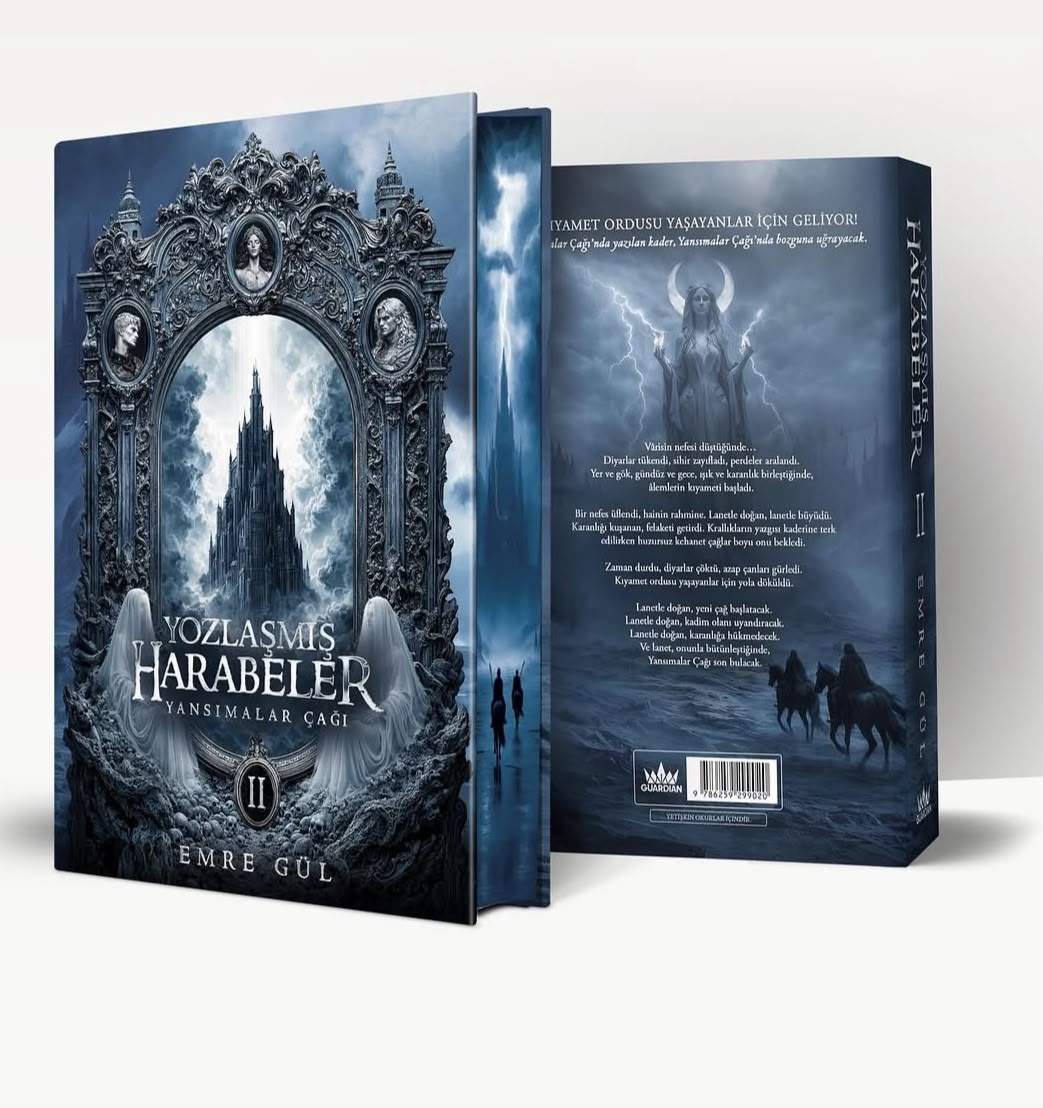 YOZLAŞMIŞ
HARABELER
YANSIMALAR ÇAĞI
II
EMRE GÜL
IYAMET ORDUSU YAŞAYANLAR İÇİN GELİYOR!
alar Çağı'nda yazılan kader, Yansımalar Çağı'nda bozguna uğrayacak.
Vârisin nefesi düştüğünde...
Diyarlar tükendi, sihir zayıfladı, perdeler aralandı.
Yer ve gök, gündüz ve gece, ışık ve karanlık birleştiğinde,
âlemlerin kıyameti başladı.
Bir nefes üflendi, hainin rahmine. Lanetle doğan, lanetle büyüdü.
Karanlığı kuşanan, felaketi getirdi. Krallıkların yazgısı kaderine terk
edilirken huzursuz kehanet çağlar boyu onu bekledi.
Zaman durdu, diyarlar çöktü, azap çanları gürledi.
Kıyamet ordusu yaşayanlar için yola döküldü.
Lanetle doğan, yeni çağ başlatacak.
Lanetle doğan, kadim olanı uyandıracak.
Lanetle doğan, karanlığa hükmedecek.
Ve lanet, onunla bütünleştiğinde,
Yansımalar Çağı son bulacak.
GUARDIAN
9 786259 299020
YETİŞKİN OKURLAR İÇİNDİR.
YOZLAŞMIŞ
HARABELER
II
EMRE GÜL
GUARDIAN